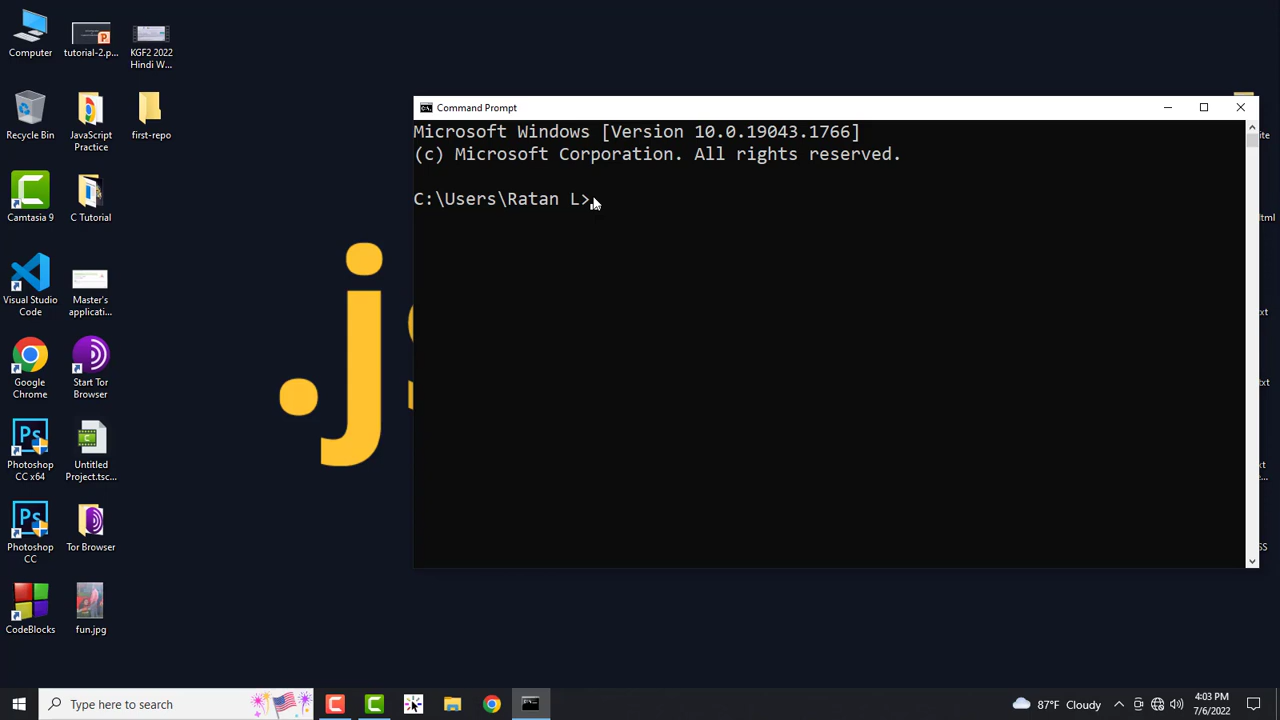 Computer
tutorial-2.p...
KGF2 2022
Hindi W...
Recycle Bin
JavaScript
Practice
first-repo
Camtasia 9
C Tutorial
Visual Studio
Code
Master's
applicati...
Google
Chrome
Start Tor
Browser
Photoshop
CC x64
Untitled
Project.tsc...
Photoshop
CC
Tor Browser
CodeBlocks
fun.jpg
.js
Command Prompt
Microsoft Windows [Version 10.0.19043.1766]
(c) Microsoft Corporation. All rights reserved.
C:\Users\Ratan L>
Type here to search
87°F Cloudy
4:03 PM
7/6/2022